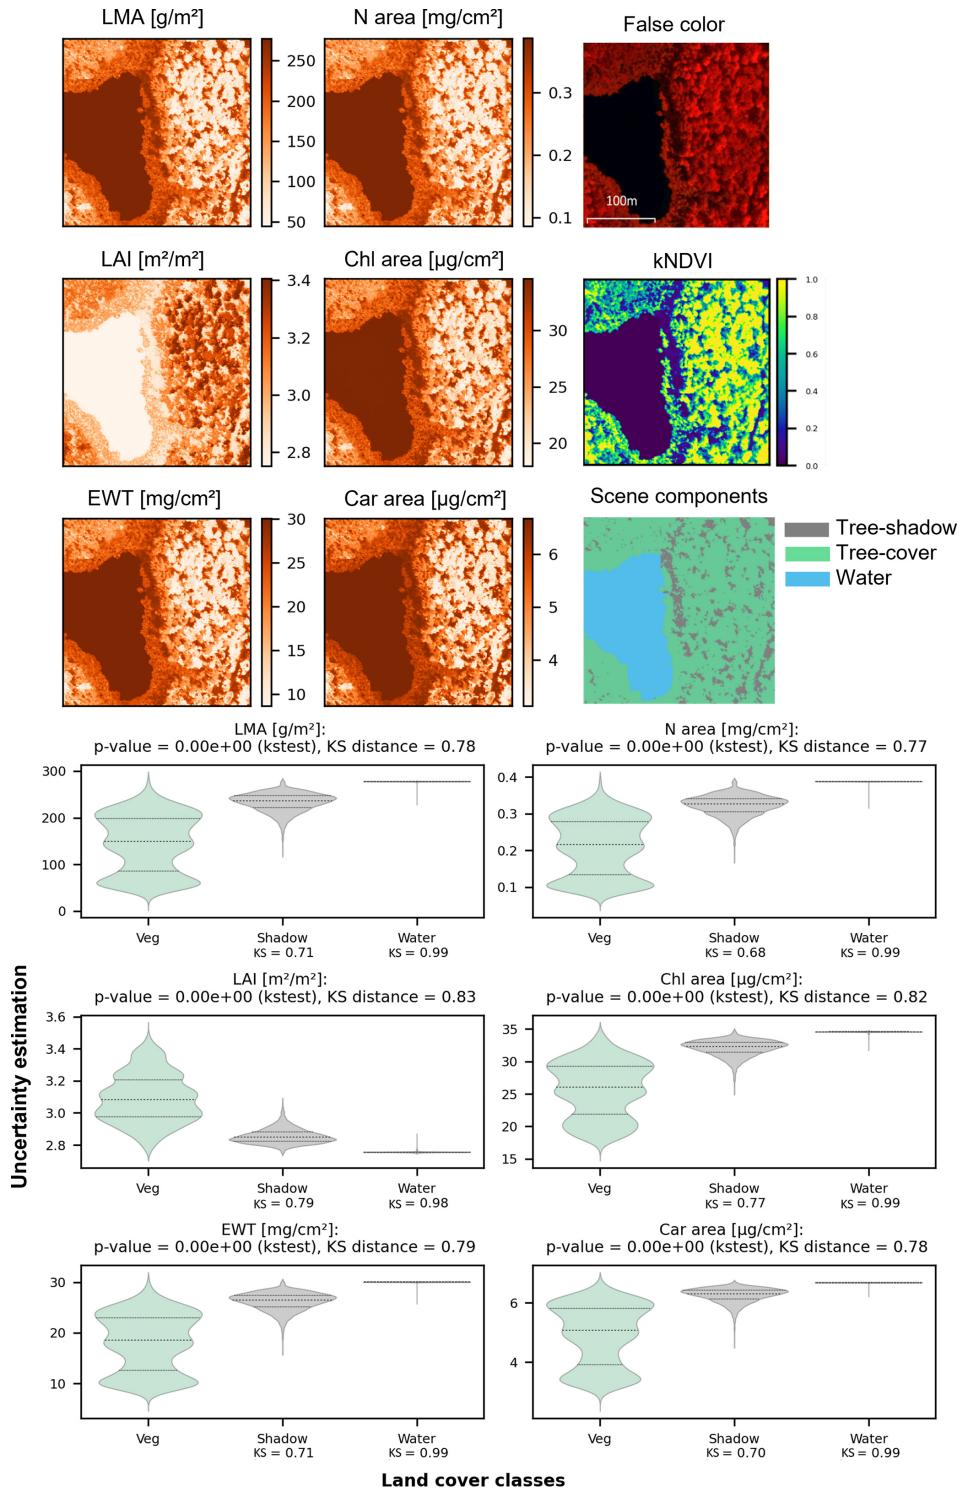 LMA [g/m²]
N area [mg/cm²]
False color
250
200
150
100
50
0.3
0.2
0.1
100m
LAI [m²/m²]
Chl area [µg/cm²]
kNDVI
3.4
3.2
3.0
2.8
30
25
20
1.0
0.8
0.6
0.4
0.2
0.0
EWT [mg/cm²]
Car area [µg/cm²]
Scene components
30
25
20
15
10
6
5
4
Tree-shadow
Tree-cover
Water
LMA [g/m²]:
p-value = 0.00e+00 (kstest), KS distance = 0.78
300
200
100
0
Veg
Shadow
KS = 0.71
Water
KS = 0.99
N area [mg/cm²]:
p-value = 0.00e+00 (kstest), KS distance = 0.77
0.4
0.3
0.2
0.1
Veg
Shadow
KS = 0.68
Water
KS = 0.99
Uncertainty estimation
LAI [m²/m²]:
p-value = 0.00e+00 (kstest), KS distance = 0.83
3.6
3.4
3.2
3.0
2.8
Veg
Shadow
KS = 0.79
Water
KS = 0.98
Chl area [µg/cm²]:
p-value = 0.00e+00 (kstest), KS distance = 0.82
35
30
25
20
15
Veg
Shadow
KS = 0.77
Water
KS = 0.99
EWT [mg/cm²]:
p-value = 0.00e+00 (kstest), KS distance = 0.79
30
20
10
Veg
Shadow
KS = 0.71
Water
KS = 0.99
Car area [µg/cm²]:
p-value = 0.00e+00 (kstest), KS distance = 0.78
6
4
Veg
Shadow
KS = 0.70
Water
KS = 0.99
Land cover classes